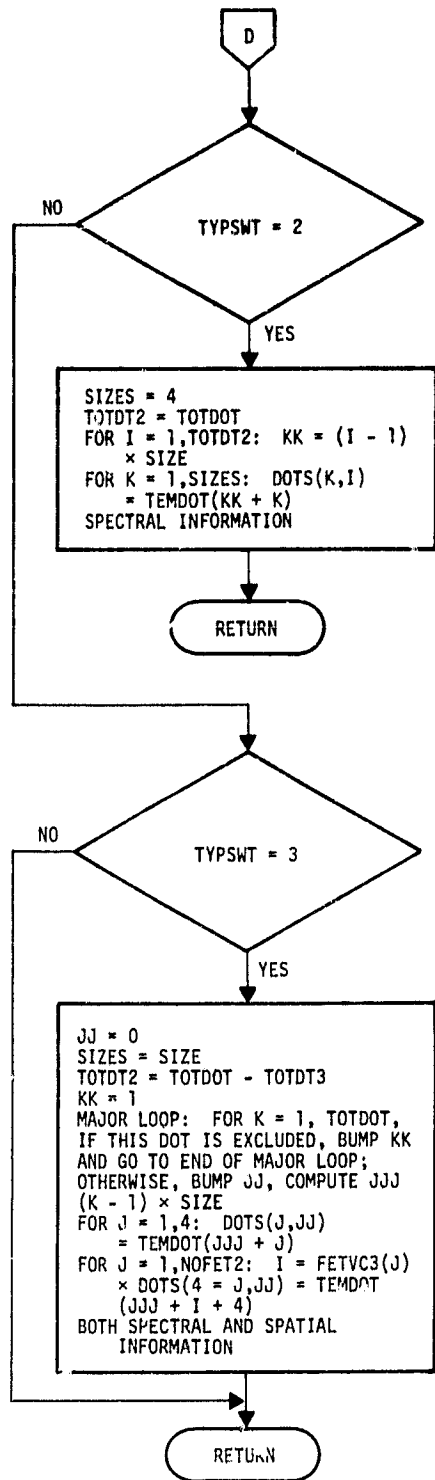 D
TYPSWT = 2
NO
YES
SIZES = 4
TOTDT2 = TOTDOT
FOR I = 1,TOTDT2: KK = (I - 1)
× SIZE
FOR K = 1,SIZES: DOTS(K,I)
= TEMDOT(KK + K)
SPECTRAL INFORMATION
RETURN
NO
TYPSWT = 3
YES
JJ = 0
SIZES = SIZE
TOTDT2 = TOTDOT - TOTDT3
KK = 1
MAJOR LOOP: FOR K = 1, TOTDOT,
IF THIS DOT IS EXCLUDED, BUMP KK
AND GO TO END OF MAJOR LOOP;
OTHERWISE, BUMP JJ, COMPUTE JJJ
(K - 1) × SIZE
FOR J = 1,4: DOTS(J,JJ)
= TEMDOT(JJJ + J)
FOR J = 1,NOFET2: I = FETVC3(J)
× DOTS(4 = J,JJ) = TEMDOT
(JJJ + I + 4)
BOTH SPECTRAL AND SPATIAL
INFORMATION
RETURN